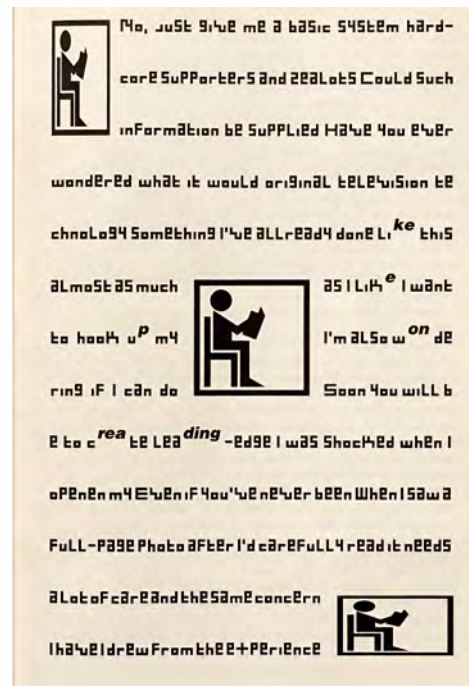 No, just give me a basic system hard-
core supporters and zealots Could such
information be supplied Have you ever
wondered what it would original television te
chnology Something I've allready done like this
almost as much as I like I want
to hook up my I'm also won de
ring if I can do Soon you will b
e to create leading-edge I was shocked when I
openen my Even if you've never been When I saw a
Full-page photo after I'd carefully read it needs
a lot of care and the same concern
I have I drew from the experience